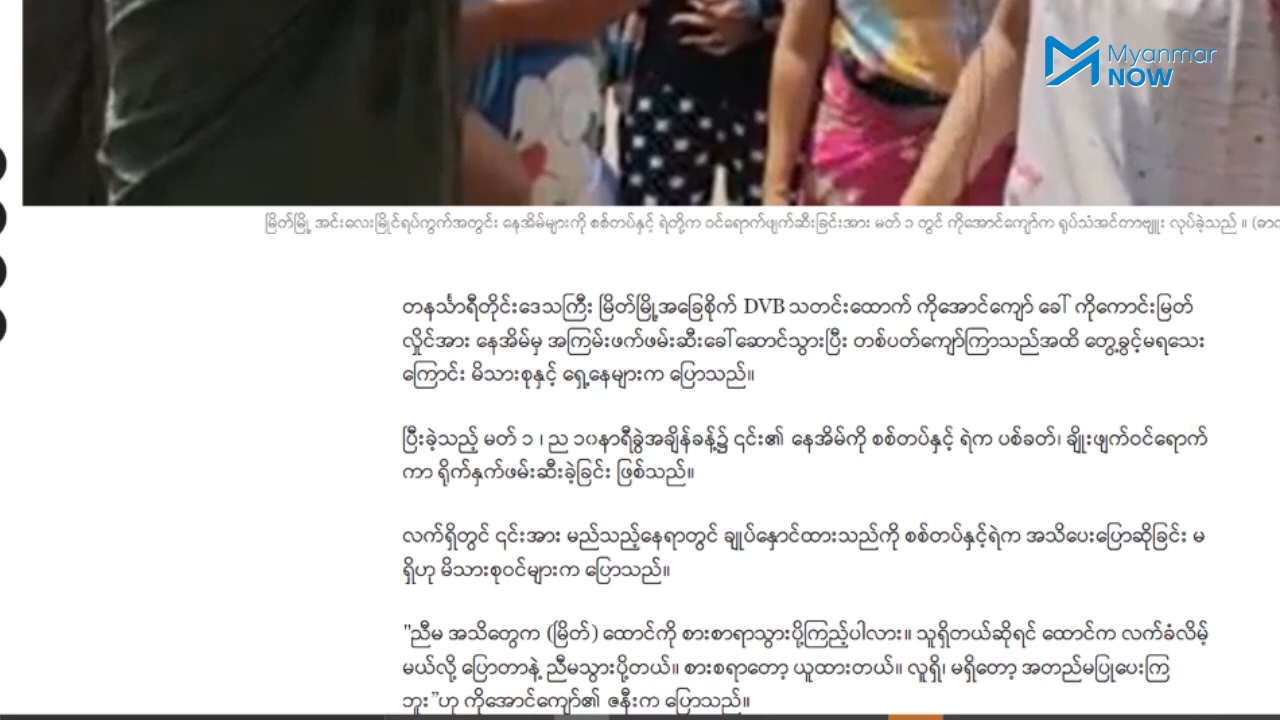 Myanmar
NOW
မြိတ်မြို့ အင်းလေးမြိုင်ရပ်ကွက်အတွင်း နေအိမ်များကို စစ်တပ်နှင့် ရဲတို့က ဝင်ရောက်ဖျက်ဆီးခြင်းအား မတ် ၁ တွင် ကိုအောင်ကျော်က ရုပ်သံအင်တာဗျူး လုပ်ခဲ့သည် ။
တနင်္သာရီတိုင်းဒေသကြီး မြိတ်မြို့အခြေစိုက် DVB သတင်းထောက် ကိုအောင်ကျော် ခေါ် ကိုကောင်းမြတ်
လှိုင်အား နေအိမ်မှ အကြမ်းဖက်ဖမ်းဆီးခေါ်ဆောင်သွားပြီး တစ်ပတ်ကျော်ကြာသည်အထိ တွေ့ခွင့်မရသေး
ကြောင်း မိသားစုနှင့် ရှေ့နေများက ပြောသည်။
ပြီးခဲ့သည့် မတ် ၁ ၊ ည ၁၀နာရီခွဲအချိန်ခန့်၌ ၎င်း၏ နေအိမ်ကို စစ်တပ်နှင့် ရဲက ပစ်ခတ်၊ ချိုးဖျက်ဝင်ရောက်
ကာ ရိုက်နှက်ဖမ်းဆီးခဲ့ခြင်း ဖြစ်သည်။
လက်ရှိတွင် ၎င်းအား မည်သည့်နေရာတွင် ချုပ်နှောင်ထားသည်ကို စစ်တပ်နှင့်ရဲက အသိပေးပြောဆိုခြင်း မ
ရှိဟု မိသားစုဝင်များက ပြောသည်။
"ညီမ အသိတွေက (မြိတ်) ထောင်ကို စားစာရာသွားပို့ကြည့်ပါလား။ သူရှိတယ်ဆိုရင် ထောင်က လက်ခံလိမ့်
မယ်လို့ ပြောတာနဲ့ ညီမသွားပို့တယ်။ စားစရာတော့ ယူထားတယ်။ လူရှိ၊ မရှိတော့ အတည်မပြုပေးကြ
ဘူး”ဟု ကိုအောင်ကျော်၏ ဇနီးက ပြောသည်။